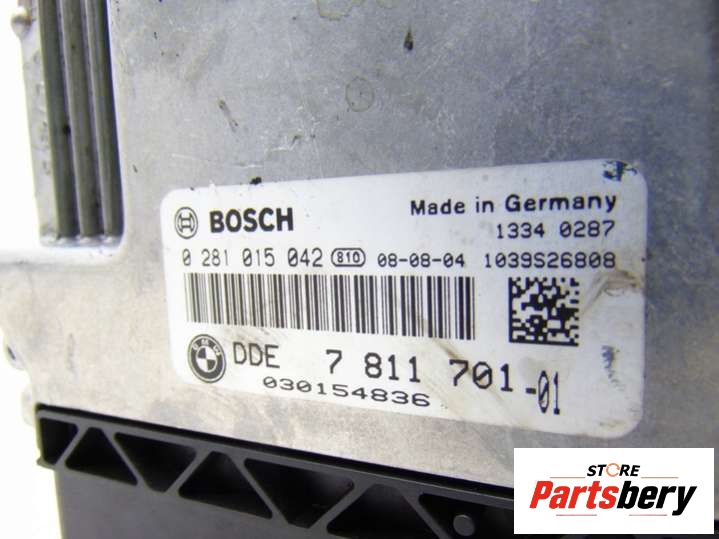 BOSCH
Made in Germany
1334 0287
0 281 015 042 810 08-08-04 1039S26808
DDE 7 811 701-01
030154836
STORE
Partsbery